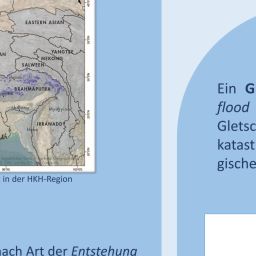 EASTERN ASIAN
YANGTZE
MEKONG
SALWEEN
BRAHMAPUTRA
IRRAWADDY
in der HKH-Region
nach Art der Entstehung
Ein G
flood
Gletsc
katast
gische